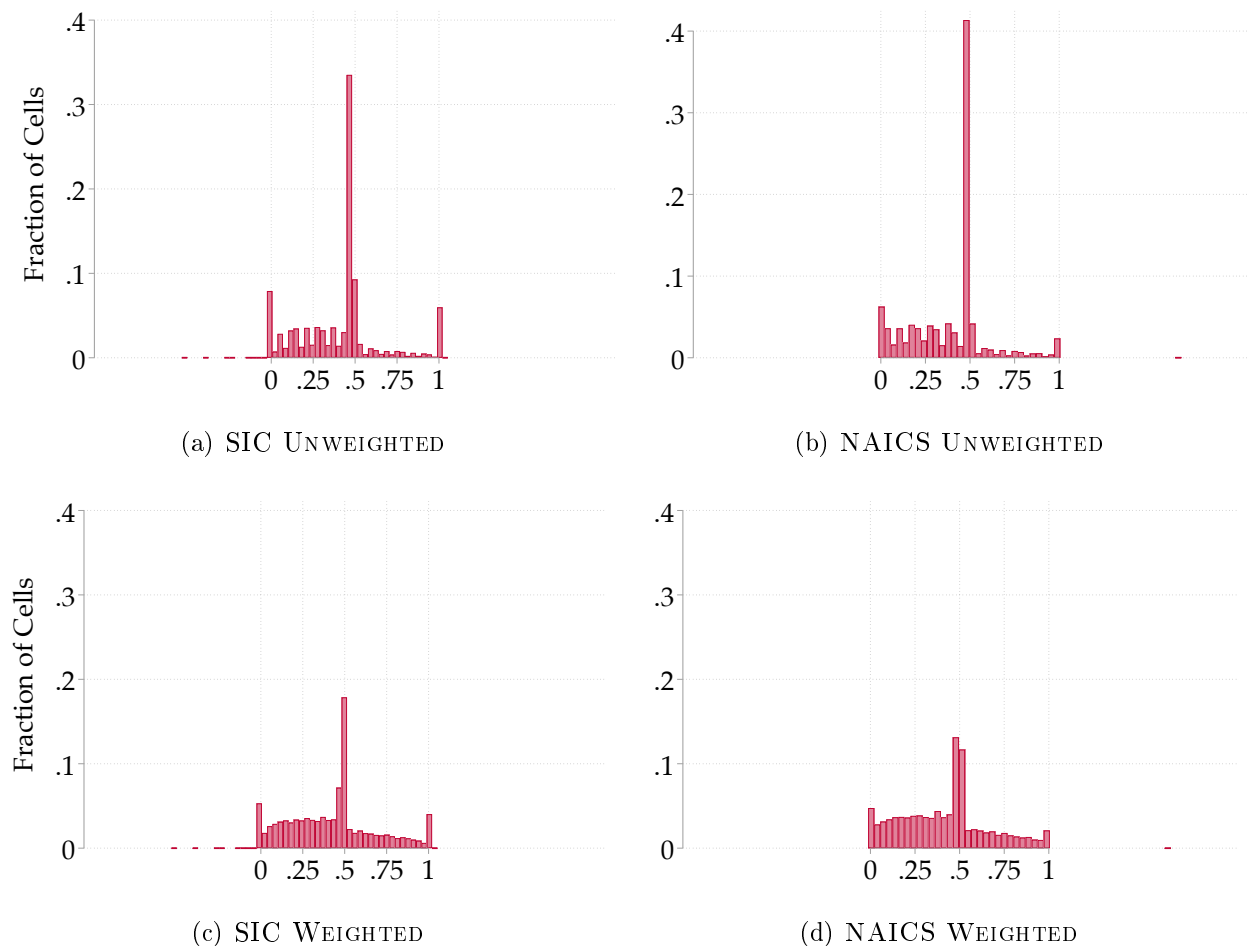 .4
.3
.2
.1
0
Fraction of Cells
0 .25 .5 .75 1
(a) SIC UNWEIGHTED
.4
.3
.2
.1
0
0 .25 .5 .75 1
(b) NAICS UNWEIGHTED
.4
.3
.2
.1
0
Fraction of Cells
0 .25 .5 .75 1
(c) SIC WEIGHTED
.4
.3
.2
.1
0
0 .25 .5 .75 1
(d) NAICS WEIGHTED